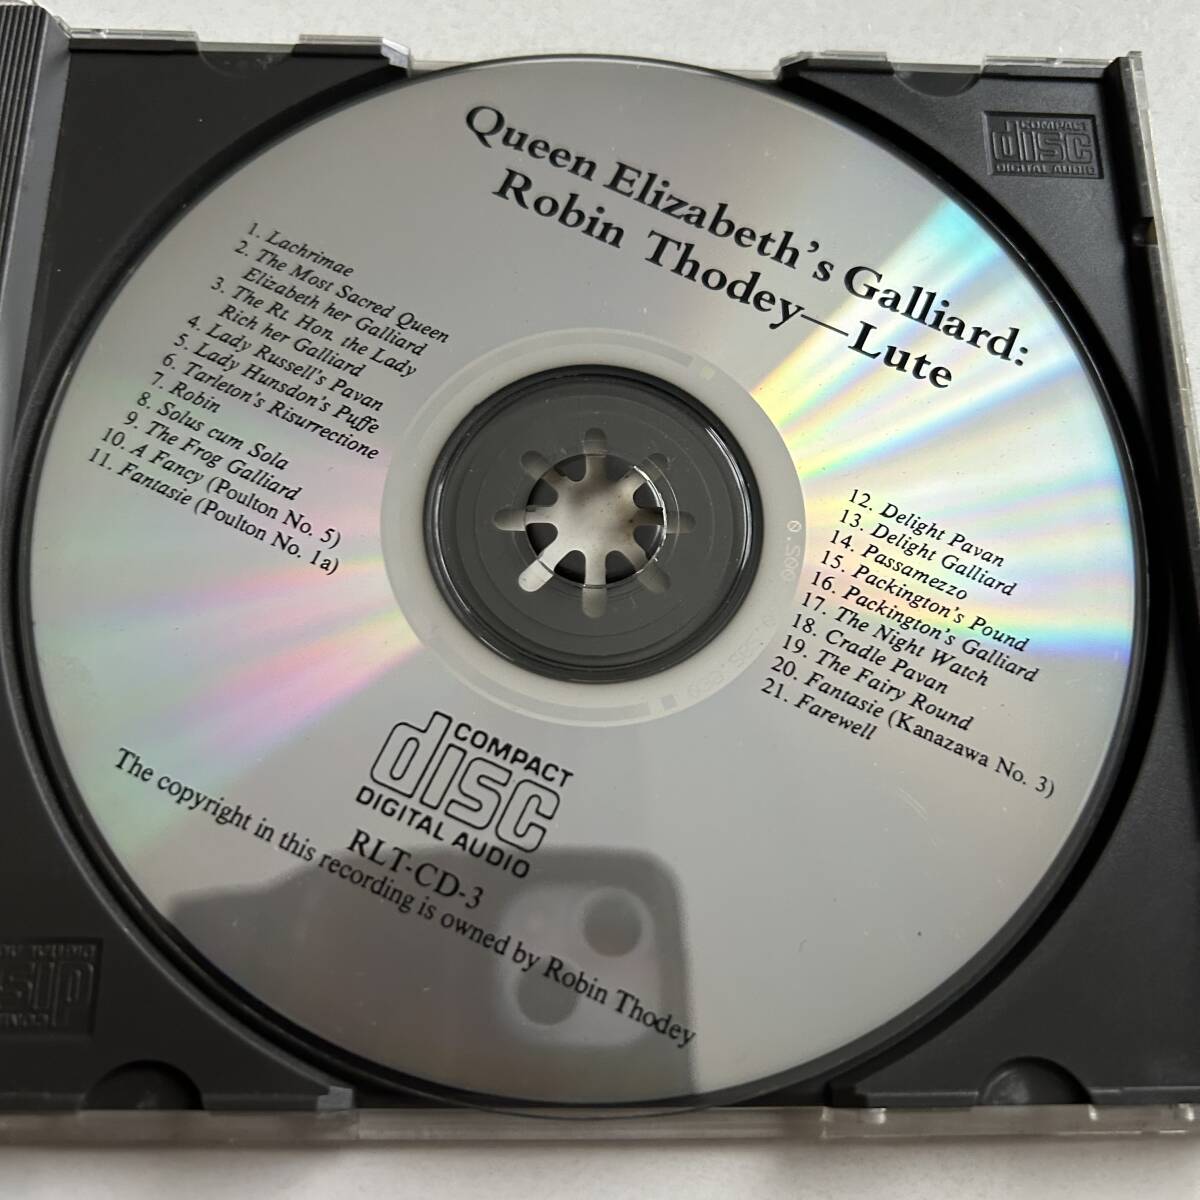 Queen Elizabeth's Galliard:
Robin Thodey—Lute
1. Lachrimae
2. The Most Sacred Queen
Elizabeth her Galliard
3. The Rt. Hon. the Lady
Rich her Galliard
4. Lady Russell's Pavan
5. Lady Hunsdon's Puffe
6. Tarleton's Risurrectione
7. Robin
8. Solus cum Sola
9. The Frog Galliard
10. A Fancy (Poulton No. 5)
11. Fantasie (Poulton No. 1a)
12. Delight Pavan
13. Delight Galliard
14. Passamezzo
15. Packington's Pound
16. Packington's Galliard
17. The Night Watch
18. Cradle Pavan
19. The Fairy Round
20. Fantasie (Kanazawa No. 3)
21. Farewell
COMPACT
disc
DIGITAL AUDIO
RLT-CD-3
The copyright in this recording is owned by Robin Thodey
COMPACT
disc
DIGITAL AUDIO